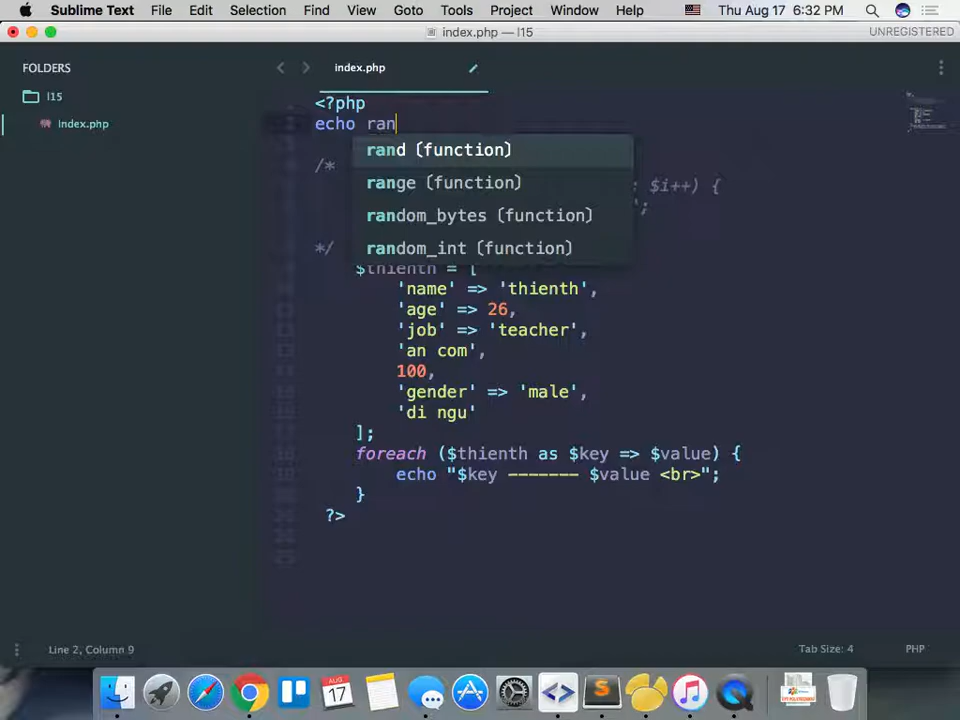 Sublime Text File Edit Selection Find View Goto Tools Project Window Help Thu Aug 17 6:32 PM
index.php — l15 UNREGISTERED
FOLDERS
l15
index.php
index.php
<?php
echo ran
rand (function)
/*
range (function) $i++) {
random_bytes (function) ';
*/ random_int (function)
$thienth = [
'name' => 'thienth',
'age' => 26,
'job' => 'teacher',
'an com',
100,
'gender' => 'male',
'di ngu'
];
foreach ($thienth as $key => $value) {
echo "$key ------- $value <br>";
}
?>
Line 2, Column 9 Tab Size: 4 PHP
AUG
17